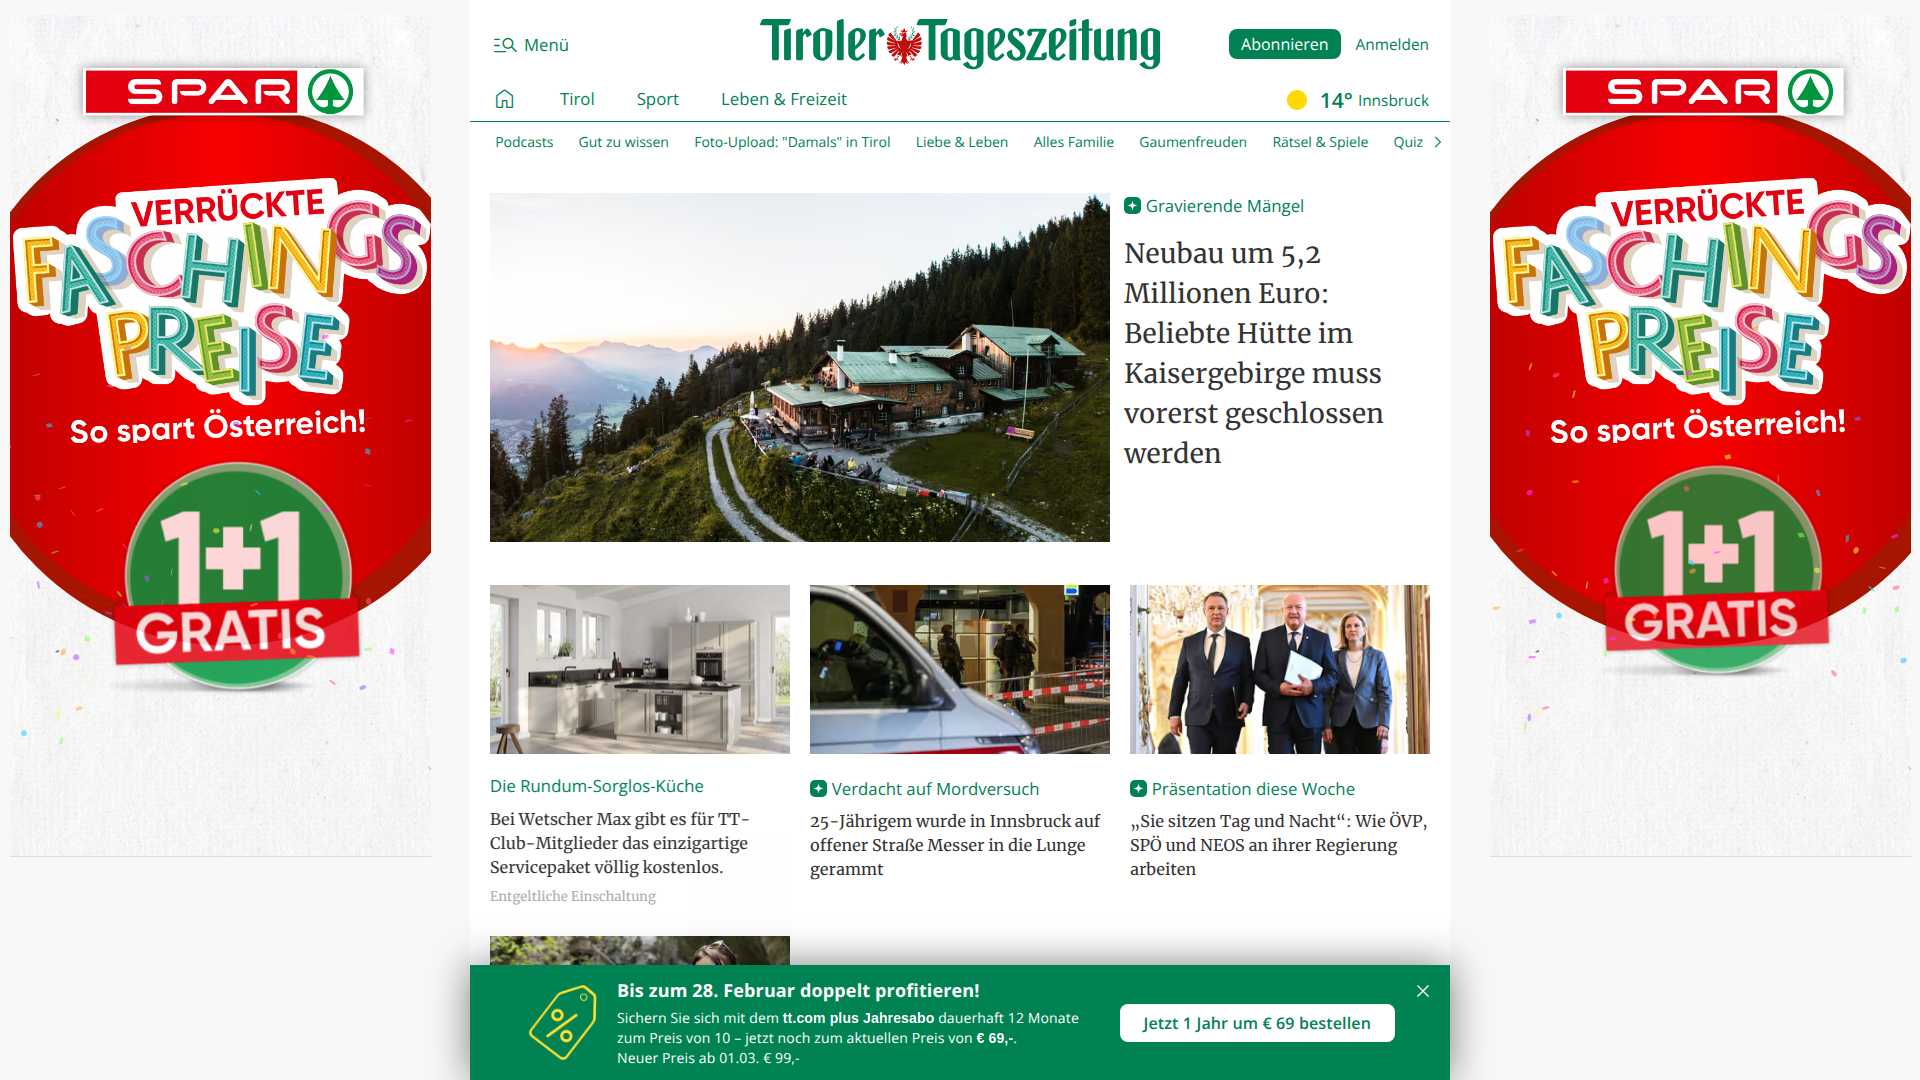 Menü
Tiroler Tageszeitung
Abonnieren
Anmelden
Tirol
Sport
Leben & Freizeit
14° Innsbruck
Podcasts
Gut zu wissen
Foto-Upload: "Damals" in Tirol
Liebe & Leben
Alles Familie
Gaumenfreuden
Rätsel & Spiele
Quiz
SPAR
VERRÜCKTE
FASCHINGS
PREISE
So spart Österreich!
1+1
GRATIS
Gravierende Mängel
Neubau um 5,2
Millionen Euro:
Beliebte Hütte im
Kaisergebirge muss
vorerst geschlossen
werden
Die Rundum-Sorglos-Küche
Bei Wetscher Max gibt es für TT-
Club-Mitglieder das einzigartige
Servicepaket völlig kostenlos.
Entgeltliche Einschaltung
Verdacht auf Mordversuch
25-Jährigem wurde in Innsbruck auf
offener Straße Messer in die Lunge
gerammt
Präsentation diese Woche
„Sie sitzen Tag und Nacht“: Wie ÖVP,
SPÖ und NEOS an ihrer Regierung
arbeiten
SPAR
VERRÜCKTE
FASCHINGS
PREISE
So spart Österreich!
1+1
GRATIS
Bis zum 28. Februar doppelt profitieren!
Sichern Sie sich mit dem tt.com plus Jahresabo dauerhaft 12 Monate
zum Preis von 10 – jetzt noch zum aktuellen Preis von € 69,-.
Neuer Preis ab 01.03. € 99,-
Jetzt 1 Jahr um € 69 bestellen